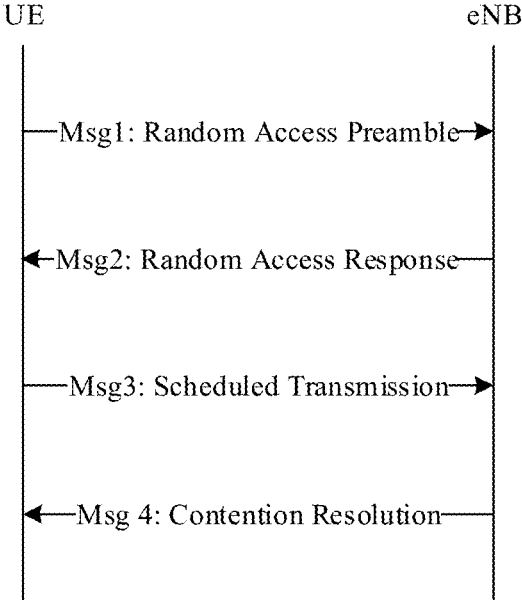 UE
eNB
Msg1: Random Access Preamble
Msg2: Random Access Response
Msg3: Scheduled Transmission
Msg 4: Contention Resolution